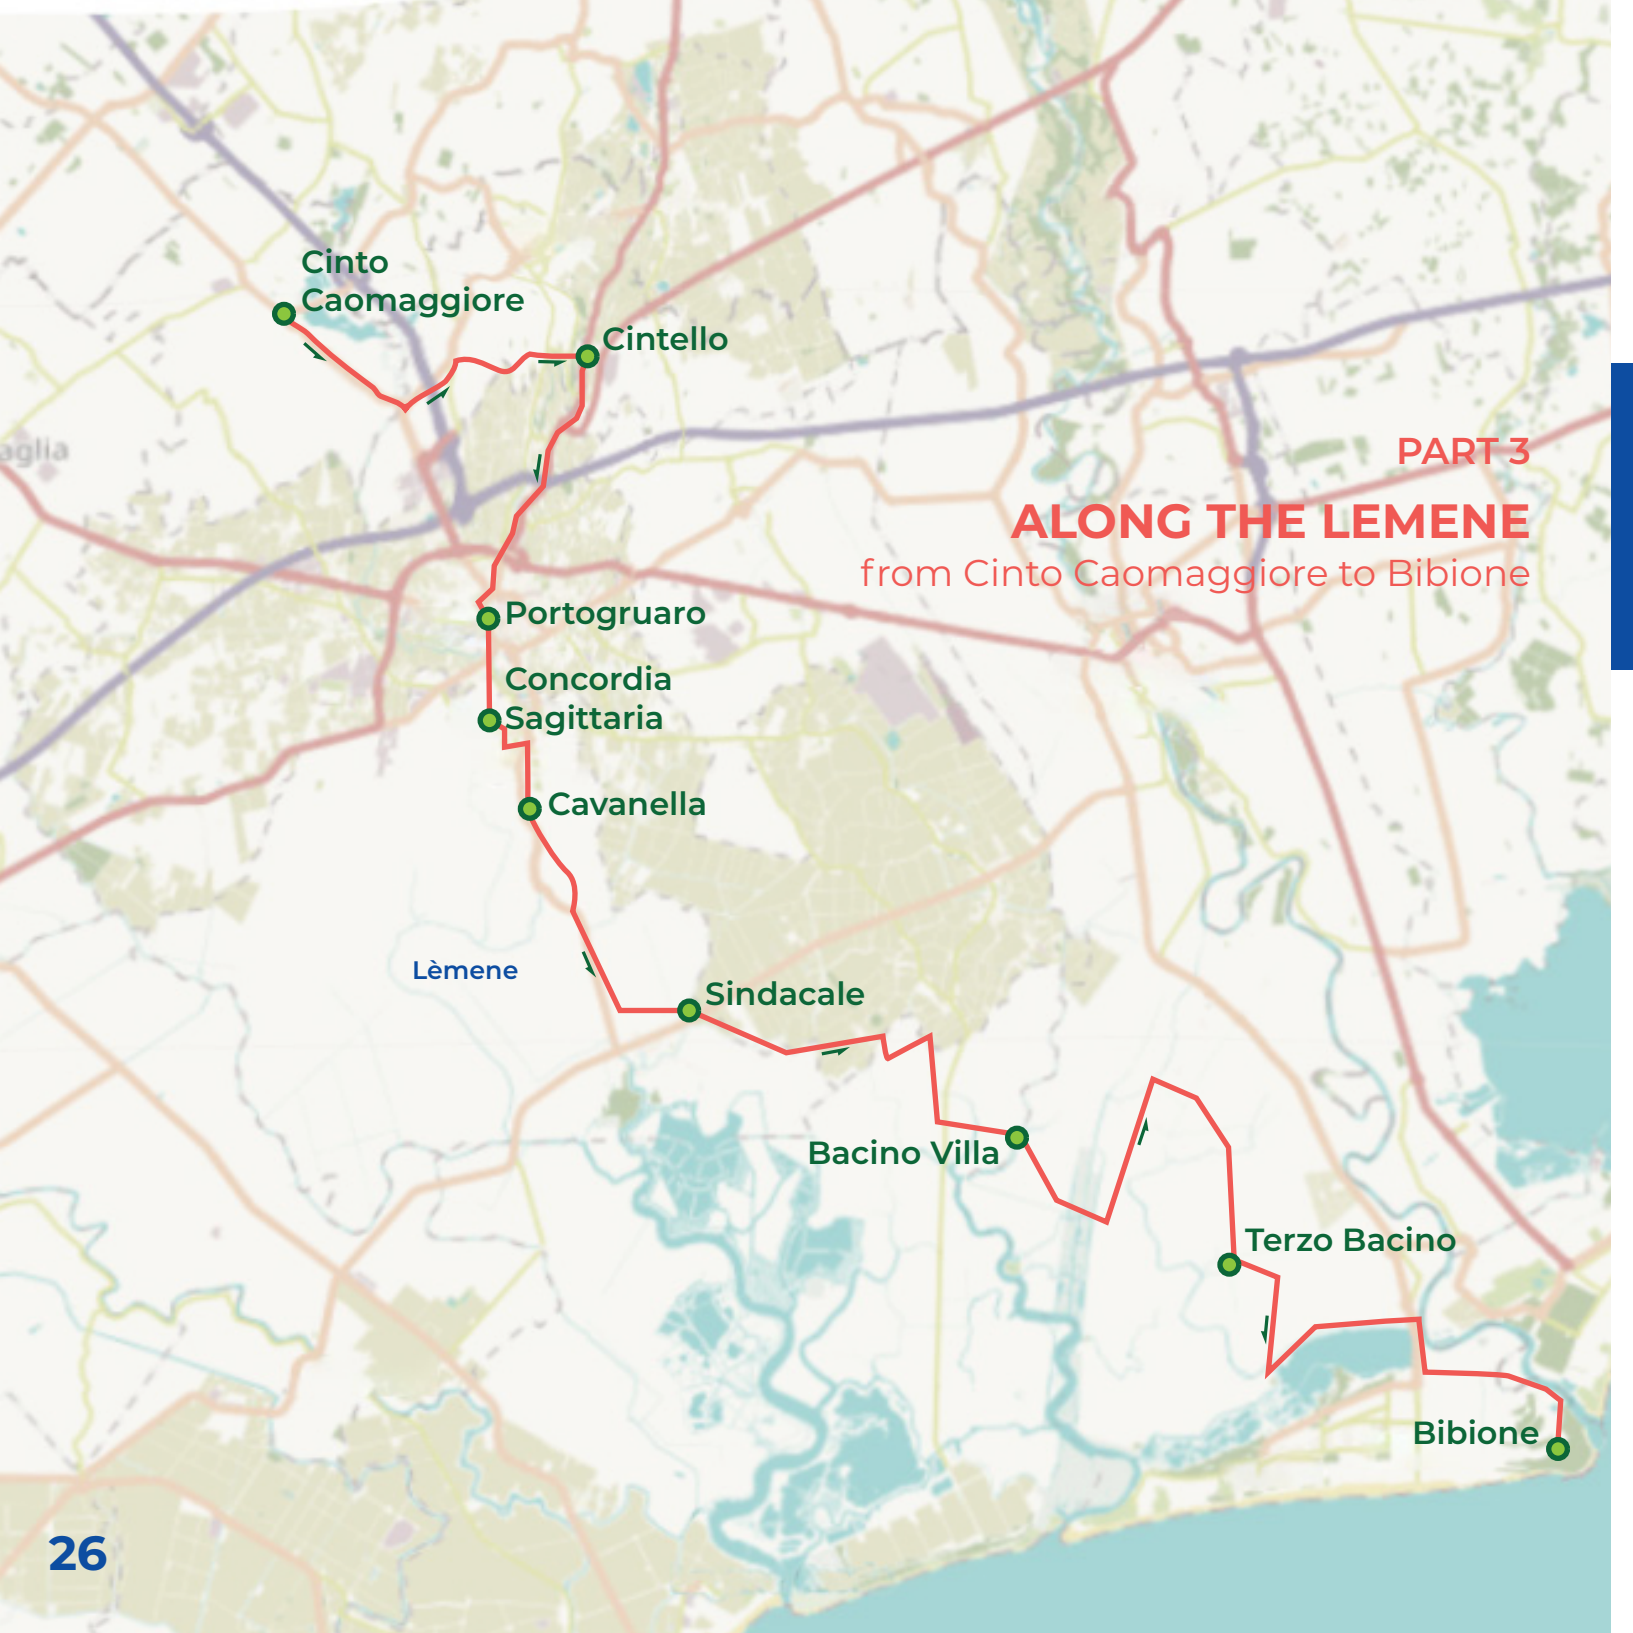 Cinto
Caomaggiore
Cintello
aglia
PART 3
ALONG THE LEMENE
from Cinto Caomaggiore to Bibione
Portogruaro
Concordia
Sagittaria
Cavanella
Lèmene
Sindacale
Bacino Villa
Terzo Bacino
Bibione
26